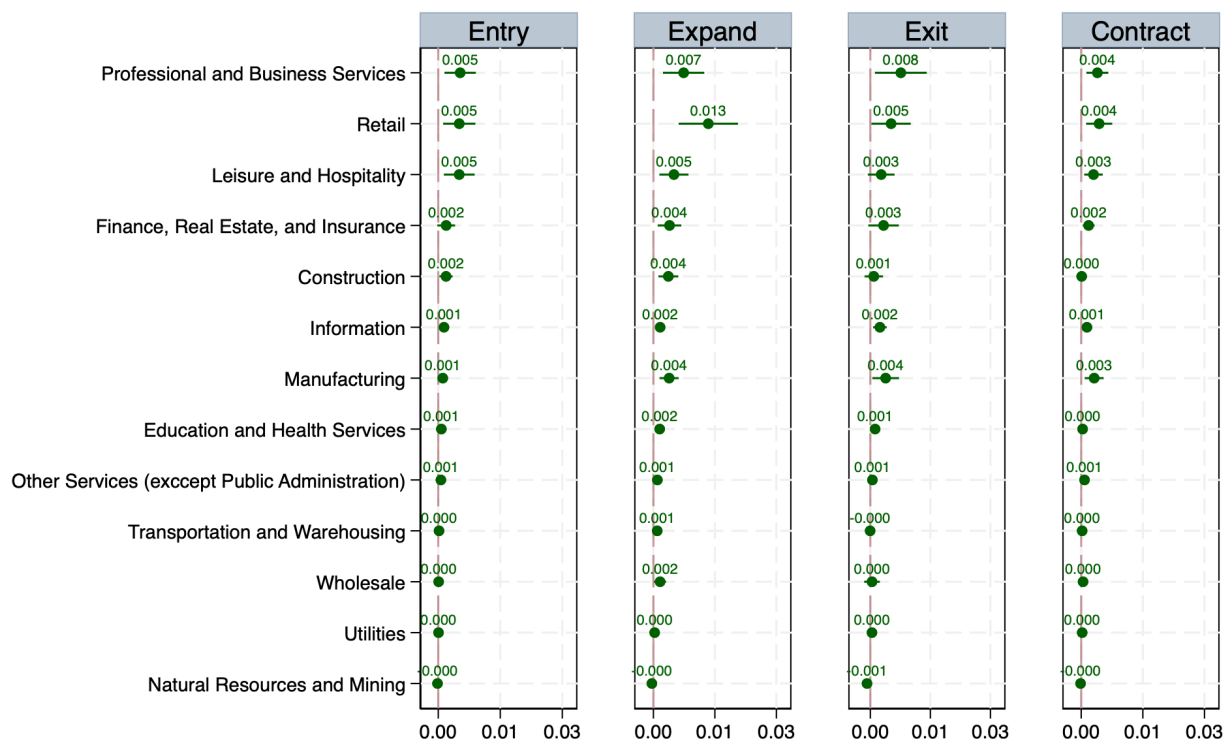 Entry Expand Exit Contract
Professional and Business Services 0.005 0.007 0.008 0.004
Retail 0.005 0.013 0.005 0.004
Leisure and Hospitality 0.005 0.005 0.003 0.003
Finance, Real Estate, and Insurance 0.002 0.004 0.003 0.002
Construction 0.002 0.004 0.001 0.000
Information 0.001 0.002 0.002 0.001
Manufacturing 0.001 0.004 0.004 0.003
Education and Health Services 0.001 0.002 0.001 0.000
Other Services (exccept Public Administration) 0.001 0.001 0.001 0.001
Transportation and Warehousing 0.000 0.001 -0.000 0.000
Wholesale 0.000 0.002 0.000 0.000
Utilities 0.000 0.000 0.000 0.000
Natural Resources and Mining -0.000 -0.000 -0.001 -0.000
0.00 0.01 0.03 0.00 0.01 0.03 0.00 0.01 0.03 0.00 0.01 0.03